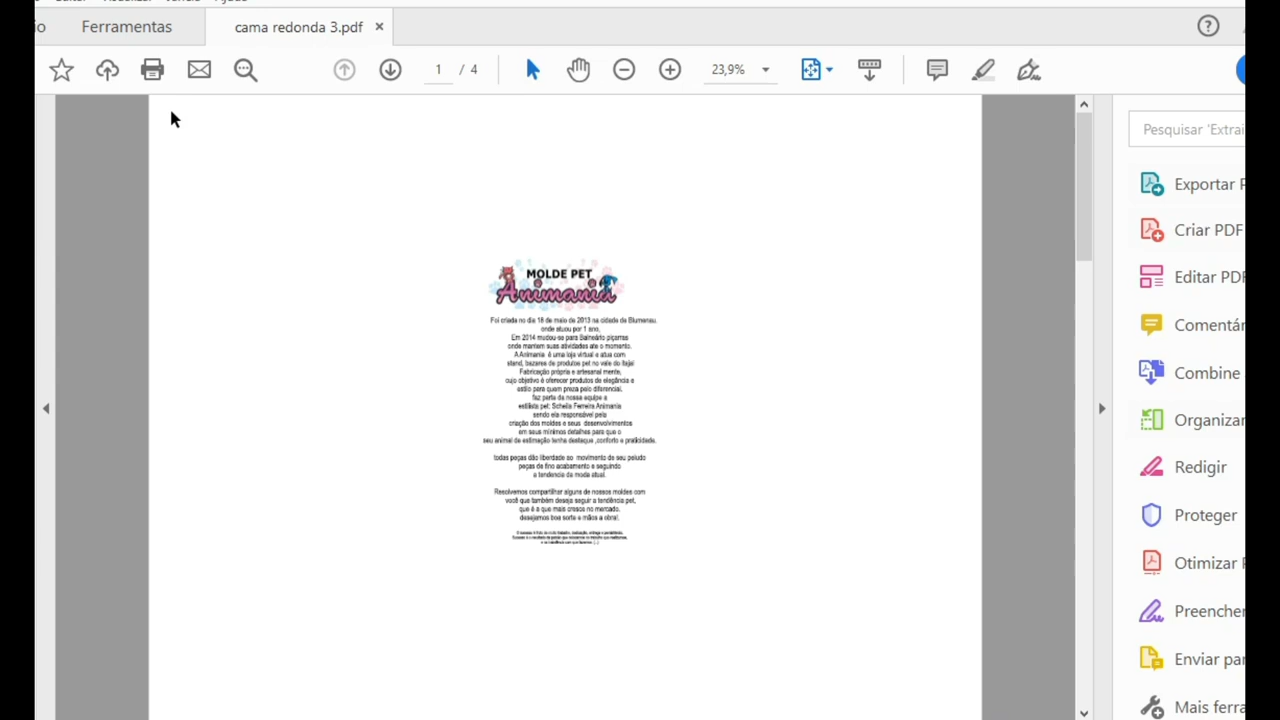 Ferramentas
cama redonda 3.pdf
1 / 4
23,9%
Pesquisar 'Extrai
Exportar P
Criar PDF
Editar PDF
Comentár
Combine
Organizar
Redigir
Proteger
Otimizar
Preencher
Enviar par
Mais ferra
MOLDE PET
Animania
Foi criada no dia 18 de maio de 2013 na cidade de Blumenau.
onde atuou por 1 ano,
Em 2014 mudou-se para Balneário piçarras
onde mantem suas atividades ate o momento.
A Animania é uma loja virtual e atua com
stand, bazares de produtos pet no vale do Itajaí
Fabricação própria e artesanal mente,
cujo objetivo é oferecer produtos de elegância e
estilo para quem preza pelo diferencial.
faz parte da nossa equipe a
estilista pet: Scheila Ferreira Animania
sendo ela responsável pela
criação dos moldes e seus desenvolvimentos
em seus mínimos detalhes para que o
seu animal de estimação tenha destaque ,conforto e praticidade.
todas peças dão liberdade ao movimento de seu peludo
peças de fino acabamento e seguindo
a tendencia da moda atual.
Resolvemos compartilhar alguns de nossos moldes com
você que também deseja seguir a tendência pet,
que é a que mais cresce no mercado.
desejamos boa sorte e mãos a obra!.